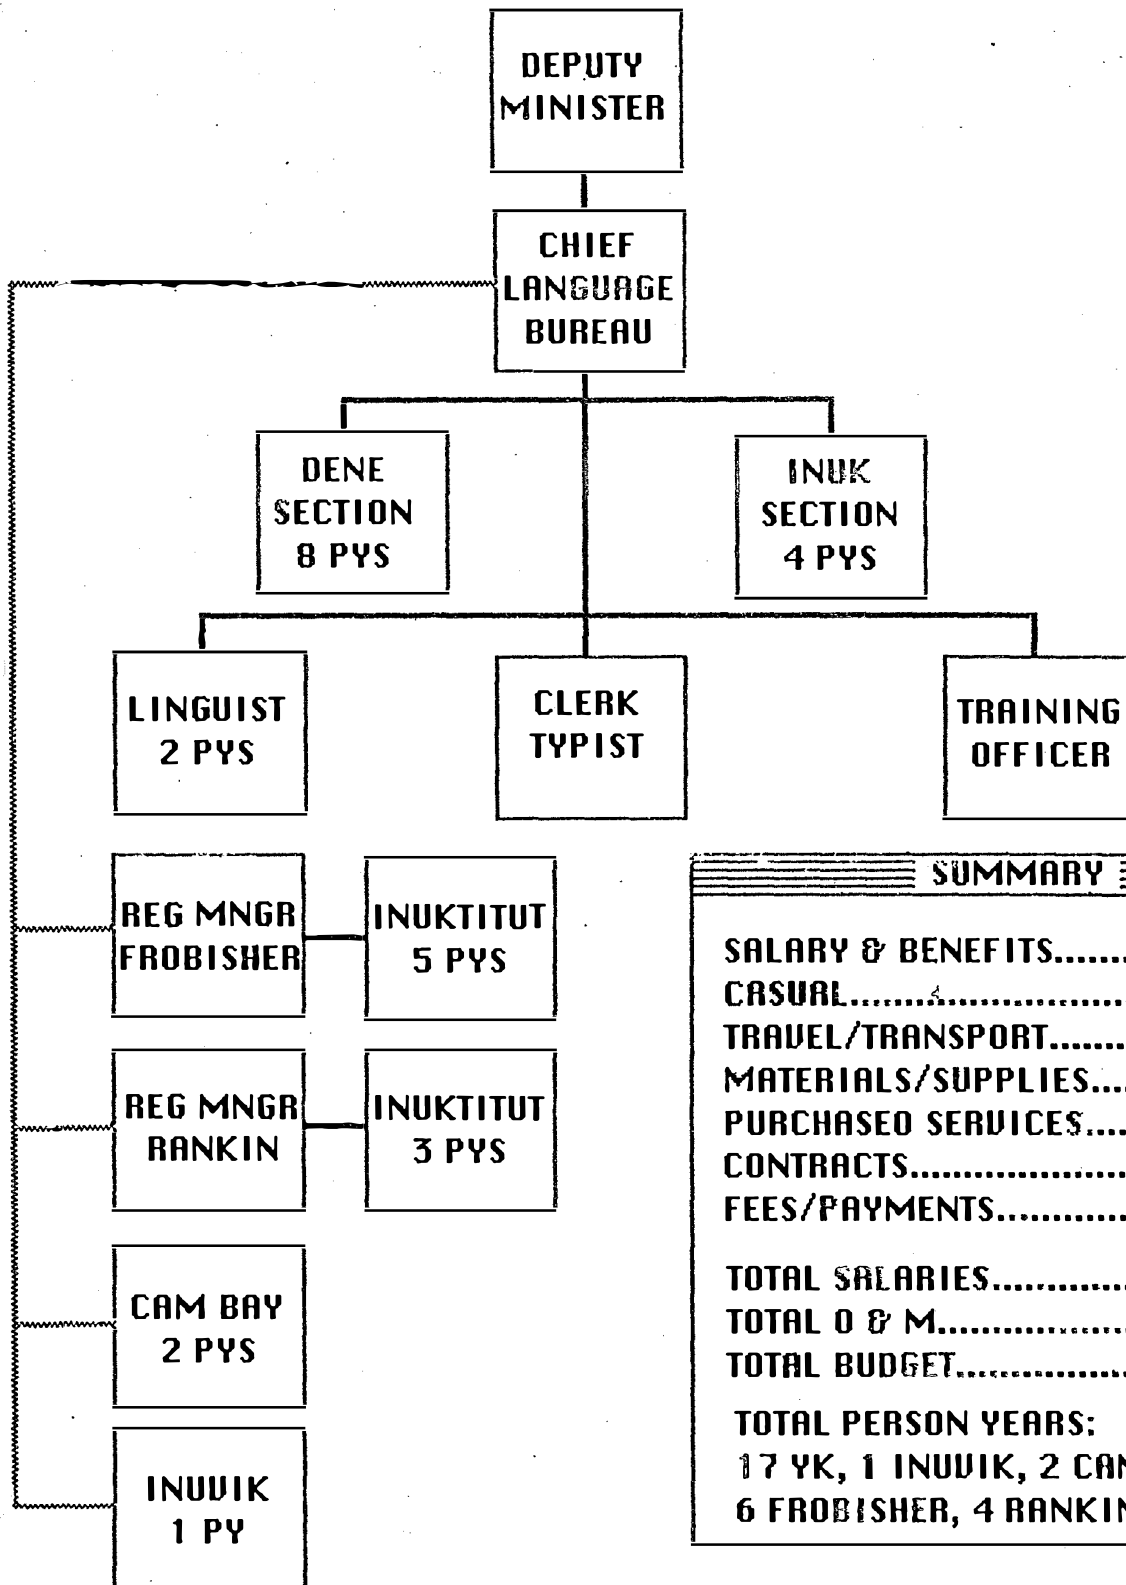 DEPUTY
MINISTER
CHIEF
LANGUAGE
BUREAU
DENE
SECTION
8 PYS
INUK
SECTION
4 PYS
LINGUIST
2 PYS
CLERK
TYPIST
TRAINING
OFFICER
REG MNGR
FROBISHER
INUKTITUT
5 PYS
REG MNGR
RANKIN
INUKTITUT
3 PYS
CAM BAY
2 PYS
INUVIK
1 PY
SUMMARY
SALARY & BENEFITS.......
CASUAL..........................
TRAVEL/TRANSPORT.......
MATERIALS/SUPPLIES....
PURCHASED SERVICES....
CONTRACTS....................
FEES/PAYMENTS............
TOTAL SALARIES.............
TOTAL O & M..................
TOTAL BUDGET................
TOTAL PERSON YEARS:
17 YK, 1 INUVIK, 2 CAM
6 FROBISHER, 4 RANKIN